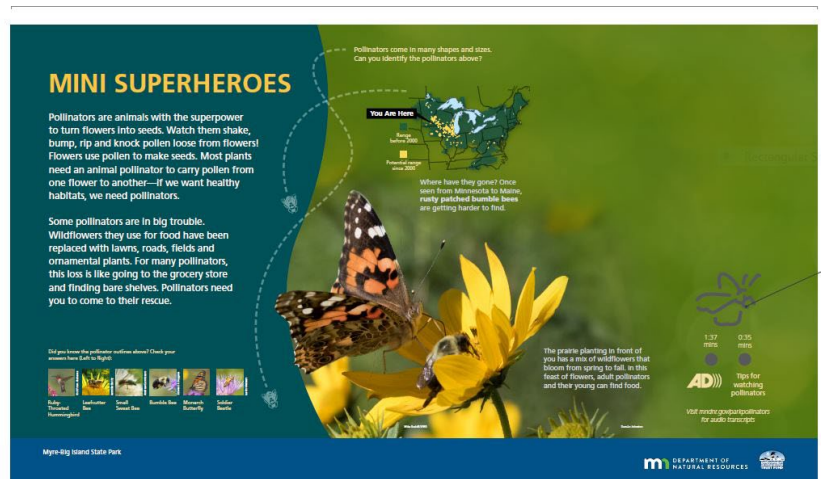 Pollinators come in many shapes and sizes.
Can you identify the pollinators above?
MINI SUPERHEROES
Pollinators are animals with the superpower
to turn flowers into seeds. Watch them shake,
bump, rip and knock pollen loose from flowers!
Flowers use pollen to make seeds. Most plants
need an animal pollinator to carry pollen from
one flower to another—if we want healthy
habitats, we need pollinators.
Some pollinators are in big trouble.
Wildflowers they use for food have been
replaced with lawns, roads, fields and
ornamental plants. For many pollinators,
this loss is like going to the grocery store
and finding bare shelves. Pollinators need
you to come to their rescue.
You Are Here
Range
before 2000
Potential range
since 2000
Where have they gone? Once
seen from Minnesota to Maine,
rusty patched bumble bees
are getting harder to find.
Did you know the pollinator outlines above? Check your
answers here (Left to Right):
Ruby-
Throated
Hummingbird
Leafcutter
Bee
Small
Sweat Bee
Bumble Bee
Monarch
Butterfly
Soldier
Beetle
The prairie planting in front of
you has a mix of wildflowers that
bloom from spring to fall. In this
feast of flowers, adult pollinators
and their young can find food.
1:37
mins
0:35
mins
AD)))
Tips for
watching
pollinators
Visit mndnr.gov/parkpollinators
for audio transcripts
Myre-Big Island State Park
DEPARTMENT OF
NATURAL RESOURCES